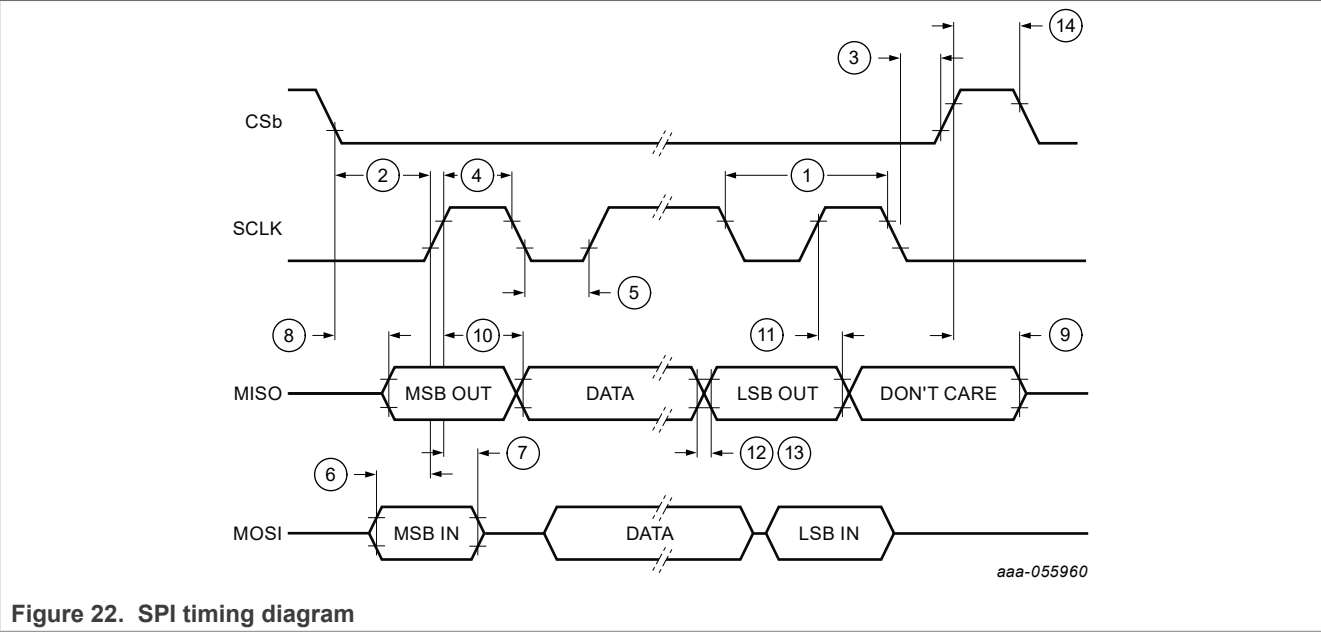 14
3
CSb
2
4
1
SCLK
5
8
10
11
9
MISO
MSB OUT
DATA
LSB OUT
DON'T CARE
7
12
13
6
MOSI
MSB IN
DATA
LSB IN
aaa-055960
Figure 22. SPI timing diagram